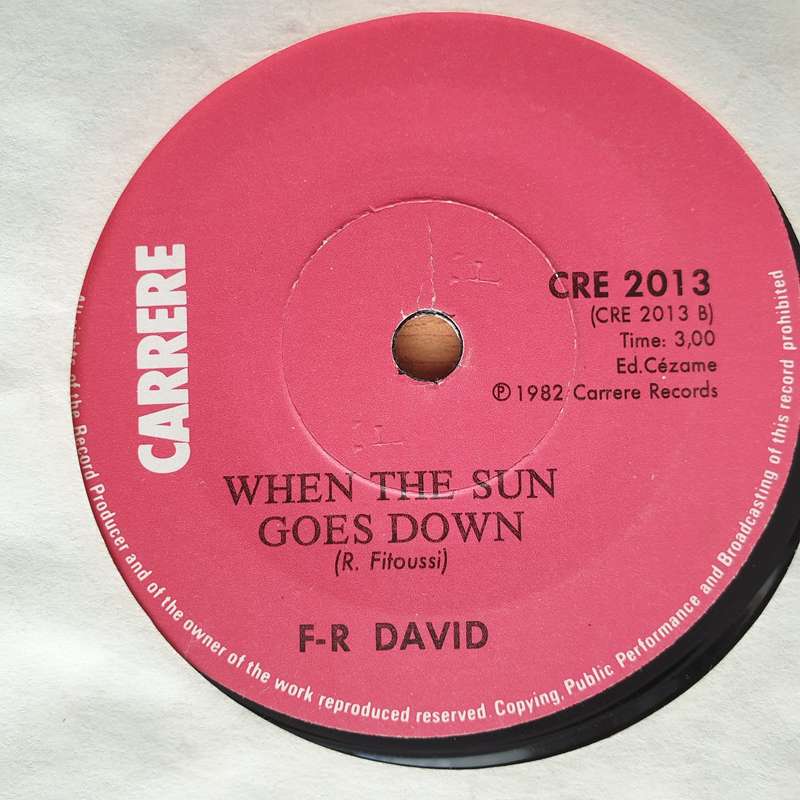 CARRERE
CRE 2013
(CRE 2013 B)
Time: 3,00
Ed.Cézame
℗ 1982 Carrere Records
WHEN THE SUN
GOES DOWN
(R. Fitoussi)
F-R DAVID
All rights of the Record Producer and of the owner of the work reproduced reserved. Copying, Public Performance and Broadcasting of this record prohibited